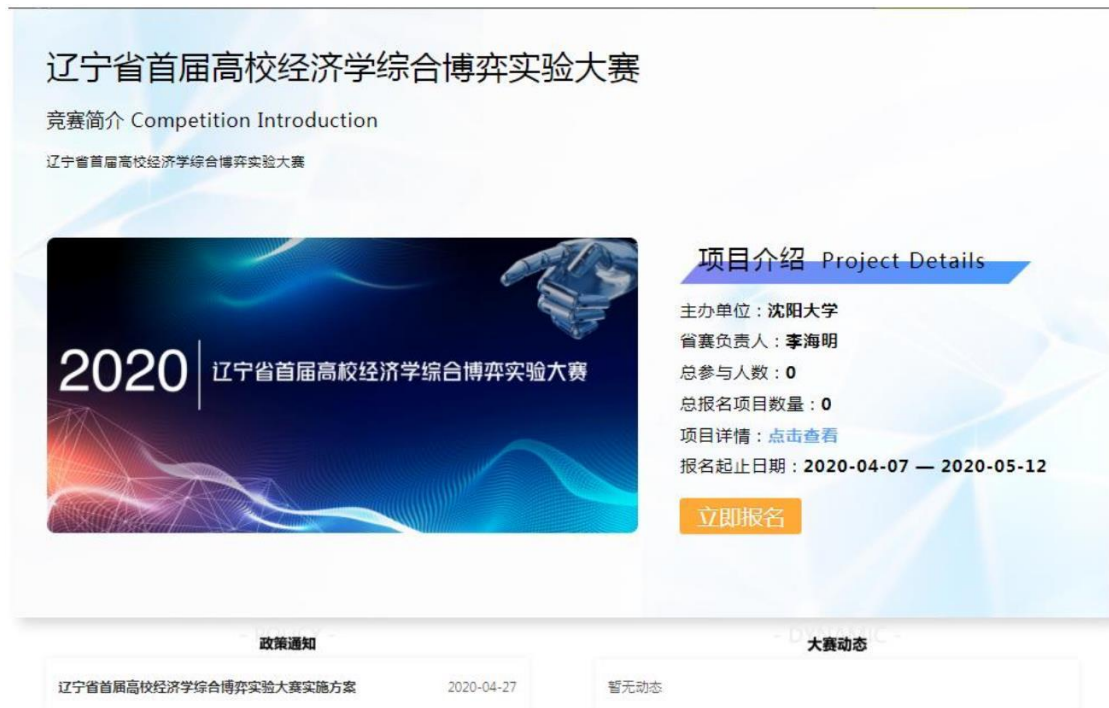 辽宁省首届高校经济学综合博弈实验大赛
竞赛简介 Competition Introduction
辽宁省首届高校经济学综合博弈实验大赛
2020 辽宁省首届高校经济学综合博弈实验大赛
项目介绍 Project Details
主办单位：沈阳大学
省赛负责人：李海明
总参与人数：0
总报名项目数量：0
项目详情：点击查看
报名起止日期：2020-04-07 — 2020-05-12
立即报名
- POLICY -
政策通知
辽宁省首届高校经济学综合博弈实验大赛实施方案 2020-04-27
- DYNAMIC -
大赛动态
暂无动态